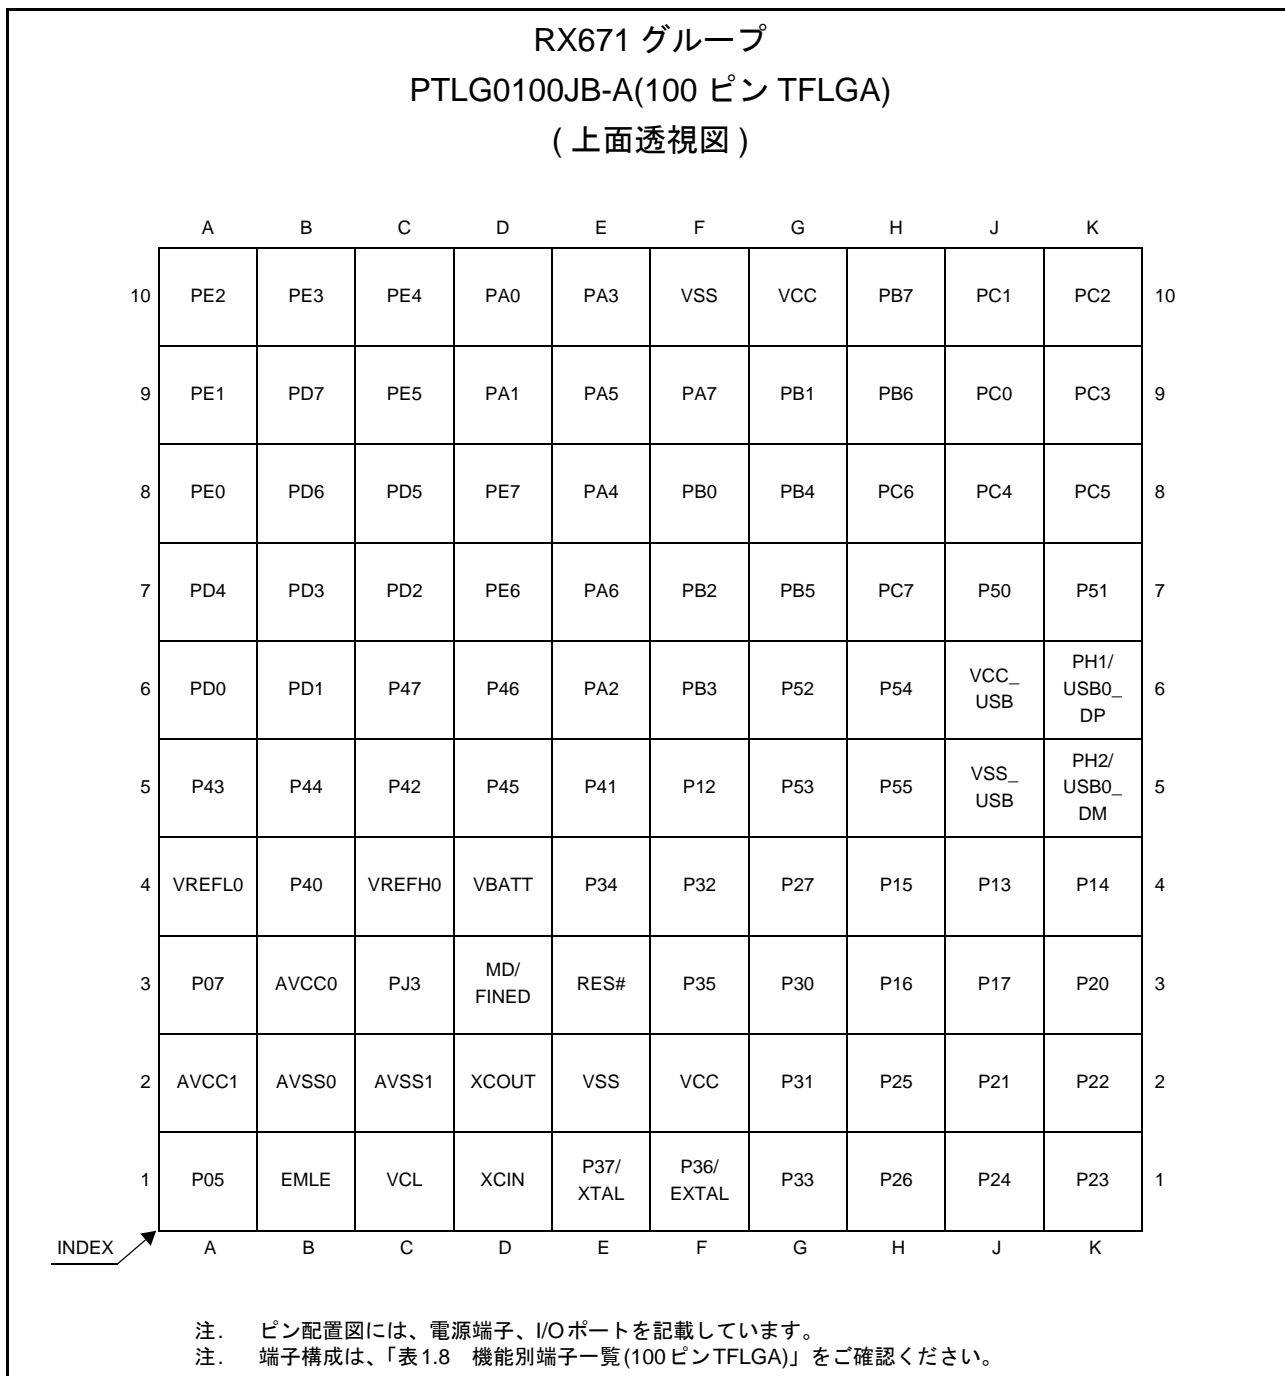 RX671 グループ
PTLG0100JB-A(100 ピン TFLGA)
( 上面透視図 )
A B C D E F G H J K
10 PE2 PE3 PE4 PA0 PA3 VSS VCC PB7 PC1 PC2 10
9 PE1 PD7 PE5 PA1 PA5 PA7 PB1 PB6 PC0 PC3 9
8 PE0 PD6 PD5 PE7 PA4 PB0 PB4 PC6 PC4 PC5 8
7 PD4 PD3 PD2 PE6 PA6 PB2 PB5 PC7 P50 P51 7
6 PD0 PD1 P47 P46 PA2 PB3 P52 P54 VCC_ USB PH1/ USB0_ DP 6
5 P43 P44 P42 P45 P41 P12 P53 P55 VSS_ USB PH2/ USB0_ DM 5
4 VREFL0 P40 VREFH0 VBATT P34 P32 P27 P15 P13 P14 4
3 P07 AVCC0 PJ3 MD/ FINED RES# P35 P30 P16 P17 P20 3
2 AVCC1 AVSS0 AVSS1 XCOUT VSS VCC P31 P25 P21 P22 2
1 P05 EMLE VCL XCIN P37/ XTAL P36/ EXTAL P33 P26 P24 P23 1
INDEX A B C D E F G H J K
注. ピン配置図には、電源端子、I/Oポートを記載しています。
注. 端子構成は、「表1.8 機能別端子一覧(100ピンTFLGA)」をご確認ください。